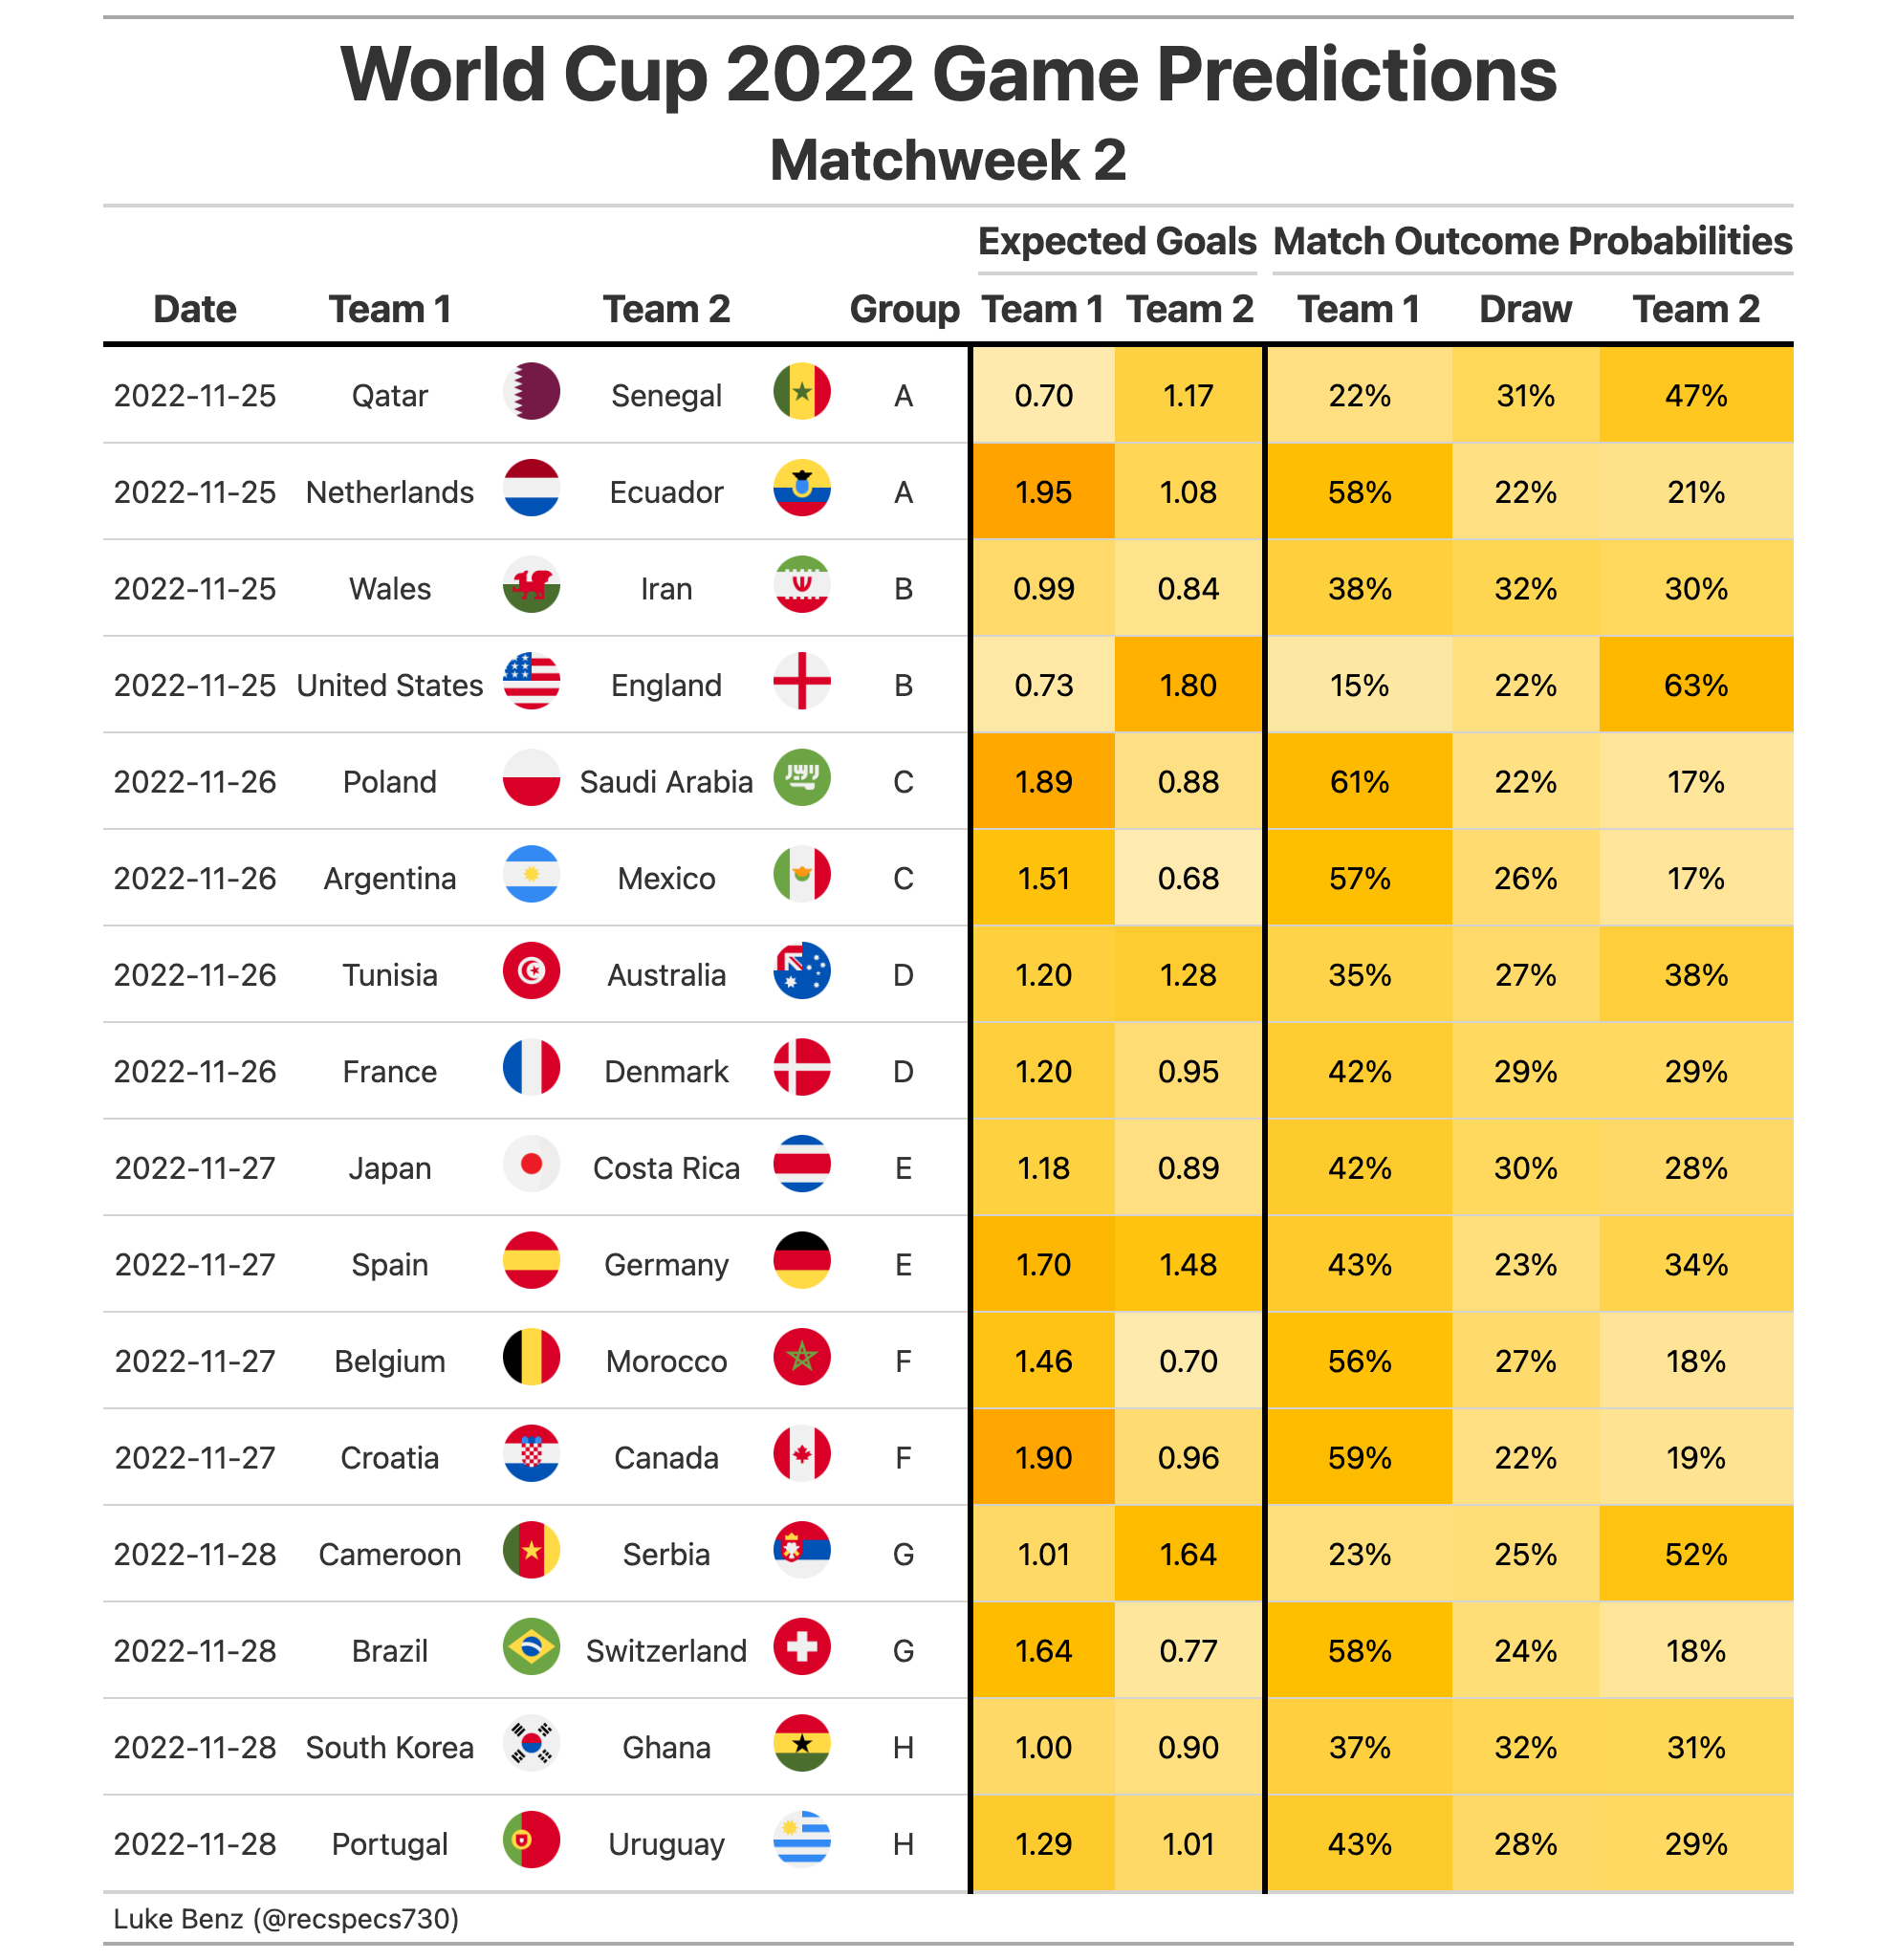 World Cup 2022 Game Predictions
Matchweek 2
Expected Goals Match Outcome Probabilities
Date Team 1 Team 2 Group Team 1 Team 2 Team 1 Draw Team 2
2022-11-25 Qatar Senegal A 0.70 1.17 22% 31% 47%
2022-11-25 Netherlands Ecuador A 1.95 1.08 58% 22% 21%
2022-11-25 Wales Iran B 0.99 0.84 38% 32% 30%
2022-11-25 United States England B 0.73 1.80 15% 22% 63%
2022-11-26 Poland Saudi Arabia C 1.89 0.88 61% 22% 17%
2022-11-26 Argentina Mexico C 1.51 0.68 57% 26% 17%
2022-11-26 Tunisia Australia D 1.20 1.28 35% 27% 38%
2022-11-26 France Denmark D 1.20 0.95 42% 29% 29%
2022-11-27 Japan Costa Rica E 1.18 0.89 42% 30% 28%
2022-11-27 Spain Germany E 1.70 1.48 43% 23% 34%
2022-11-27 Belgium Morocco F 1.46 0.70 56% 27% 18%
2022-11-27 Croatia Canada F 1.90 0.96 59% 22% 19%
2022-11-28 Cameroon Serbia G 1.01 1.64 23% 25% 52%
2022-11-28 Brazil Switzerland G 1.64 0.77 58% 24% 18%
2022-11-28 South Korea Ghana H 1.00 0.90 37% 32% 31%
2022-11-28 Portugal Uruguay H 1.29 1.01 43% 28% 29%
Luke Benz (@recspecs730)